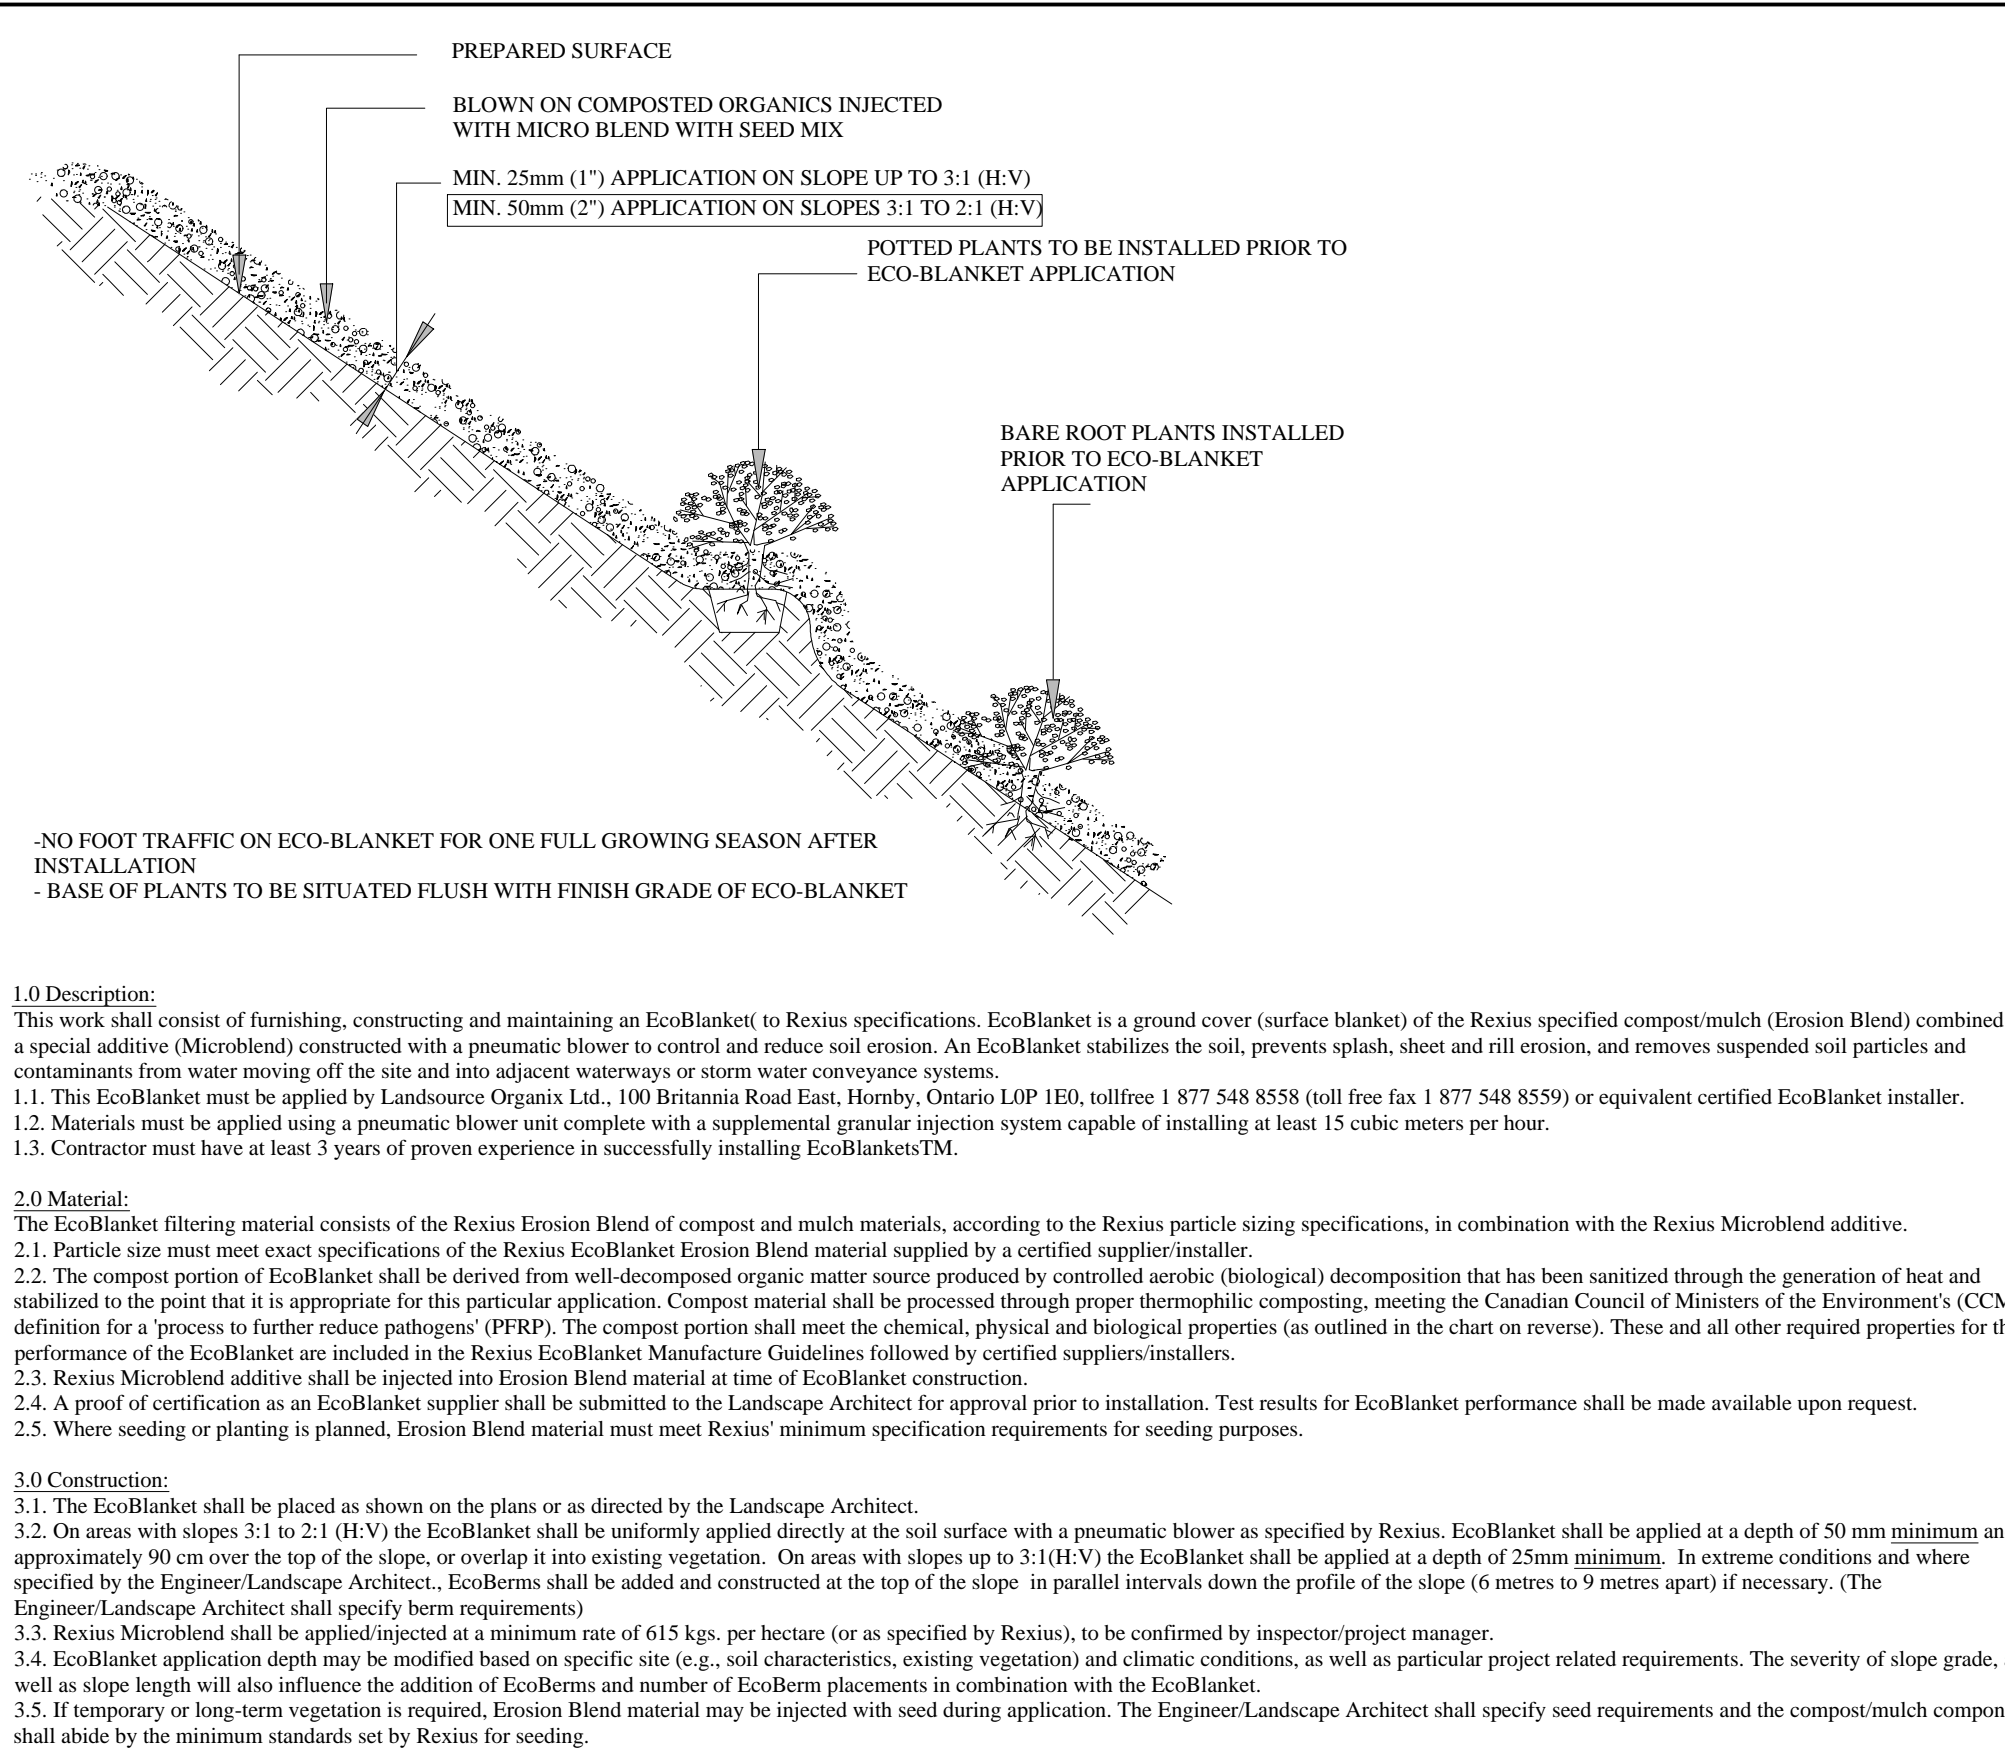 PREPARED SURFACE
BLOWN ON COMPOSTED ORGANICS INJECTED
WITH MICRO BLEND WITH SEED MIX
MIN. 25mm (1") APPLICATION ON SLOPE UP TO 3:1 (H:V)
MIN. 50mm (2") APPLICATION ON SLOPES 3:1 TO 2:1 (H:V)
POTTED PLANTS TO BE INSTALLED PRIOR TO
ECO-BLANKET APPLICATION
BARE ROOT PLANTS INSTALLED
PRIOR TO ECO-BLANKET
APPLICATION
-NO FOOT TRAFFIC ON ECO-BLANKET FOR ONE FULL GROWING SEASON AFTER
INSTALLATION
- BASE OF PLANTS TO BE SITUATED FLUSH WITH FINISH GRADE OF ECO-BLANKET
1.0 Description:
This work shall consist of furnishing, constructing and maintaining an EcoBlanket( to Rexius specifications. EcoBlanket is a ground cover (surface blanket) of the Rexius specified compost/mulch (Erosion Blend) combined
a special additive (Microblend) constructed with a pneumatic blower to control and reduce soil erosion. An EcoBlanket stabilizes the soil, prevents splash, sheet and rill erosion, and removes suspended soil particles and
contaminants from water moving off the site and into adjacent waterways or storm water conveyance systems.
1.1. This EcoBlanket must be applied by Landsource Organix Ltd., 100 Britannia Road East, Hornby, Ontario L0P 1E0, tollfree 1 877 548 8558 (toll free fax 1 877 548 8559) or equivalent certified EcoBlanket installer.
1.2. Materials must be applied using a pneumatic blower unit complete with a supplemental granular injection system capable of installing at least 15 cubic meters per hour.
1.3. Contractor must have at least 3 years of proven experience in successfully installing EcoBlanketsTM.
2.0 Material:
The EcoBlanket filtering material consists of the Rexius Erosion Blend of compost and mulch materials, according to the Rexius particle sizing specifications, in combination with the Rexius Microblend additive.
2.1. Particle size must meet exact specifications of the Rexius EcoBlanket Erosion Blend material supplied by a certified supplier/installer.
2.2. The compost portion of EcoBlanket shall be derived from well-decomposed organic matter source produced by controlled aerobic (biological) decomposition that has been sanitized through the generation of heat and
stabilized to the point that it is appropriate for this particular application. Compost material shall be processed through proper thermophilic composting, meeting the Canadian Council of Ministers of the Environment's
definition for a 'process to further reduce pathogens' (PFRP). The compost portion shall meet the chemical, physical and biological properties (as outlined in the chart on reverse). These and all other required properties for
performance of the EcoBlanket are included in the Rexius EcoBlanket Manufacture Guidelines followed by certified suppliers/installers.
2.3. Rexius Microblend additive shall be injected into Erosion Blend material at time of EcoBlanket construction.
2.4. A proof of certification as an EcoBlanket supplier shall be submitted to the Landscape Architect for approval prior to installation. Test results for EcoBlanket performance shall be made available upon request.
2.5. Where seeding or planting is planned, Erosion Blend material must meet Rexius' minimum specification requirements for seeding purposes.
3.0 Construction:
3.1. The EcoBlanket shall be placed as shown on the plans or as directed by the Landscape Architect.
3.2. On areas with slopes 3:1 to 2:1 (H:V) the EcoBlanket shall be uniformly applied directly at the soil surface with a pneumatic blower as specified by Rexius. EcoBlanket shall be applied at a depth of 50 mm minimum
approximately 90 cm over the top of the slope, or overlap it into existing vegetation. On areas with slopes up to 3:1(H:V) the EcoBlanket shall be applied at a depth of 25mm minimum. In extreme conditions and where
specified by the Engineer/Landscape Architect., EcoBerms shall be added and constructed at the top of the slope in parallel intervals down the profile of the slope (6 metres to 9 metres apart) if necessary. (The
Engineer/Landscape Architect shall specify berm requirements)
3.3. Rexius Microblend shall be applied/injected at a minimum rate of 615 kgs. per hectare (or as specified by Rexius), to be confirmed by inspector/project manager.
3.4. EcoBlanket application depth may be modified based on specific site (e.g., soil characteristics, existing vegetation) and climatic conditions, as well as particular project related requirements. The severity of slope grade,
well as slope length will also influence the addition of EcoBerms and number of EcoBerm placements in combination with the EcoBlanket.
3.5. If temporary or long-term vegetation is required, Erosion Blend material may be injected with seed during application. The Engineer/Landscape Architect shall specify seed requirements and the compost/mulch
shall abide by the minimum standards set by Rexius for seeding.